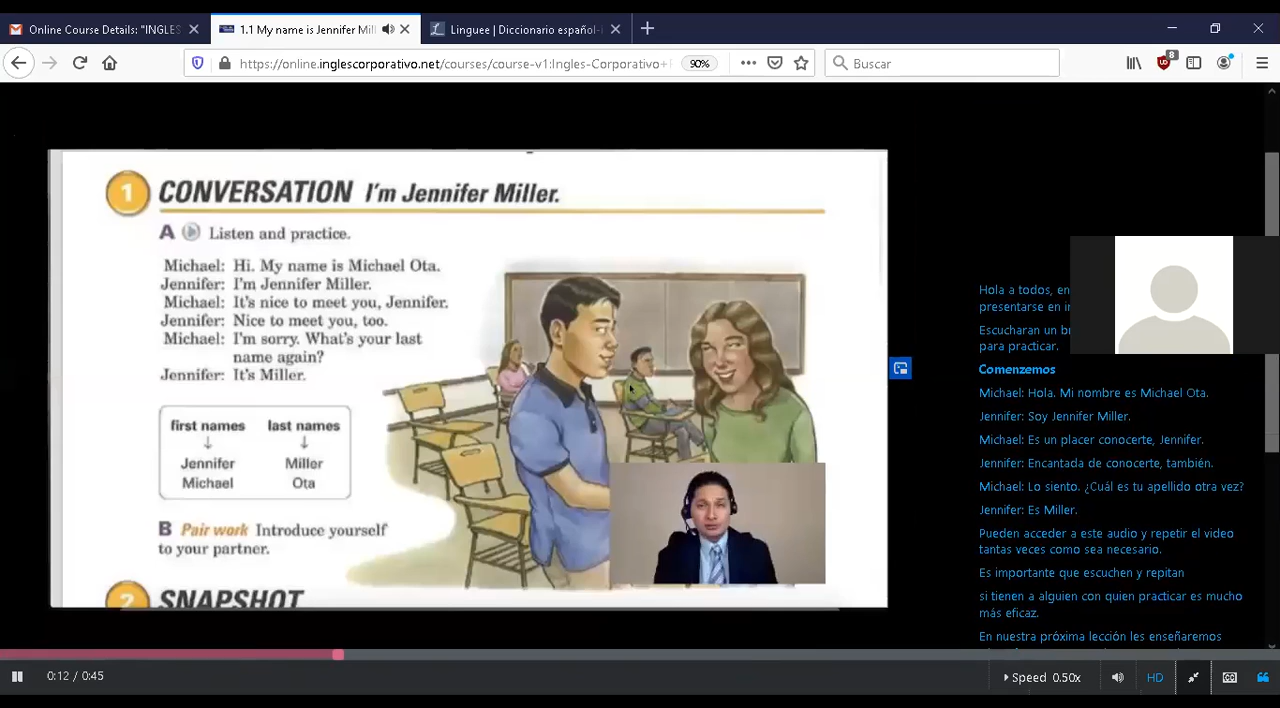 Online Course Details: "INGLES
1.1 My name is Jennifer Mill
Linguee | Diccionario español-
https://online.inglescorporativo.net/courses/course-v1:Ingles-Corporativo+
90%
Buscar
8
1 CONVERSATION I'm Jennifer Miller.
A Listen and practice.
Michael: Hi. My name is Michael Ota.
Jennifer: I'm Jennifer Miller.
Michael: It's nice to meet you, Jennifer.
Jennifer: Nice to meet you, too.
Michael: I'm sorry. What's your last
name again?
Jennifer: It's Miller.
first names last names
↓ ↓
Jennifer Miller
Michael Ota
B Pair work Introduce yourself
to your partner.
2 SNAPSHOT
Hola a todos, en
presentarse en
Escucharan un
para practicar.
Comenzemos
Michael: Hola. Mi nombre es Michael Ota.
Jennifer: Soy Jennifer Miller.
Michael: Es un placer conocerte, Jennifer.
Jennifer: Encantada de conocerte, también.
Michael: Lo siento. ¿Cuál es tu apellido otra vez?
Jennifer: Es Miller.
Pueden acceder a este audio y repetir el video
tantas veces como sea necesario.
Es importante que escuchen y repitan
si tienen a alguien con quien practicar es mucho
más eficaz.
En nuestra próxima lección les enseñaremos
0:12 / 0:45
Speed 0.50x
HD